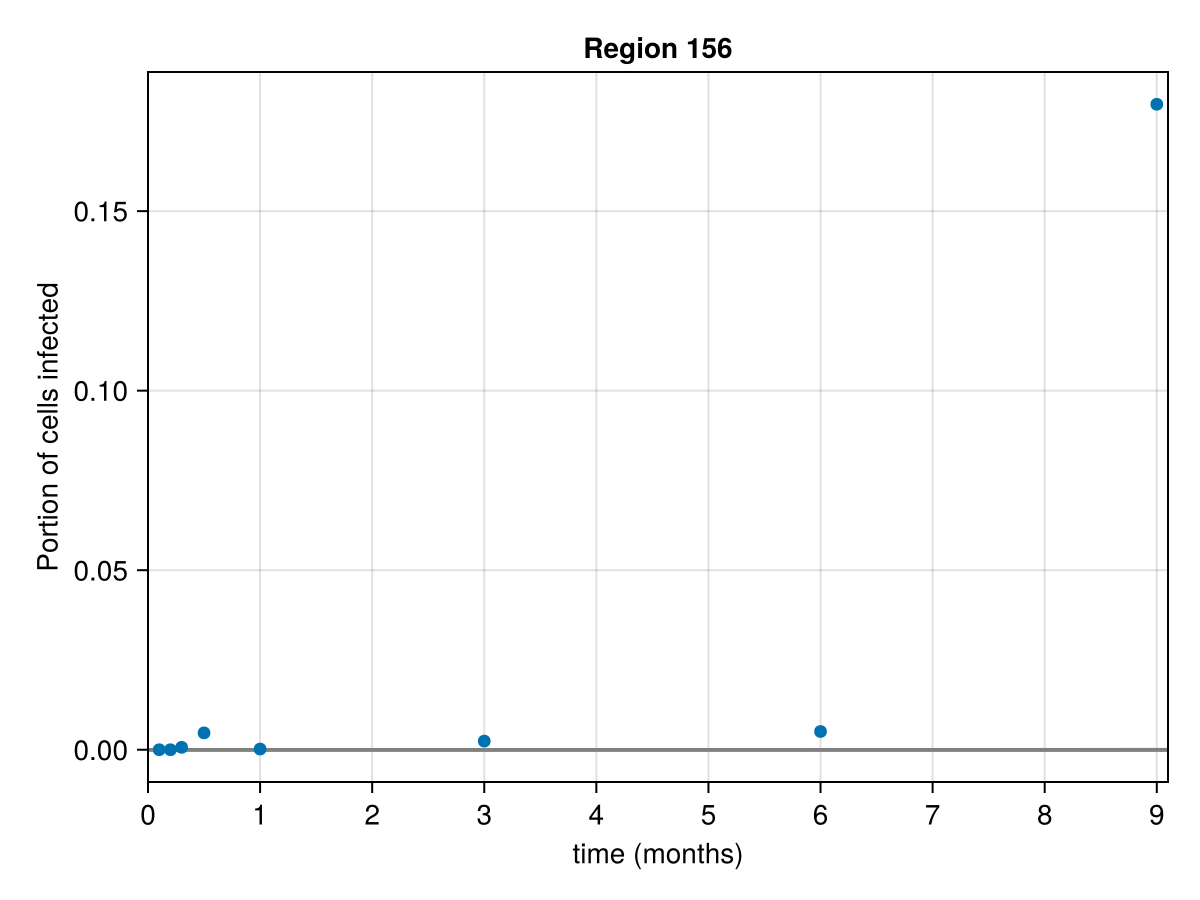 Region 156
0.15
0.10
0.05
0.00
Portion of cells infected
0 1 2 3 4 5 6 7 8 9
time (months)